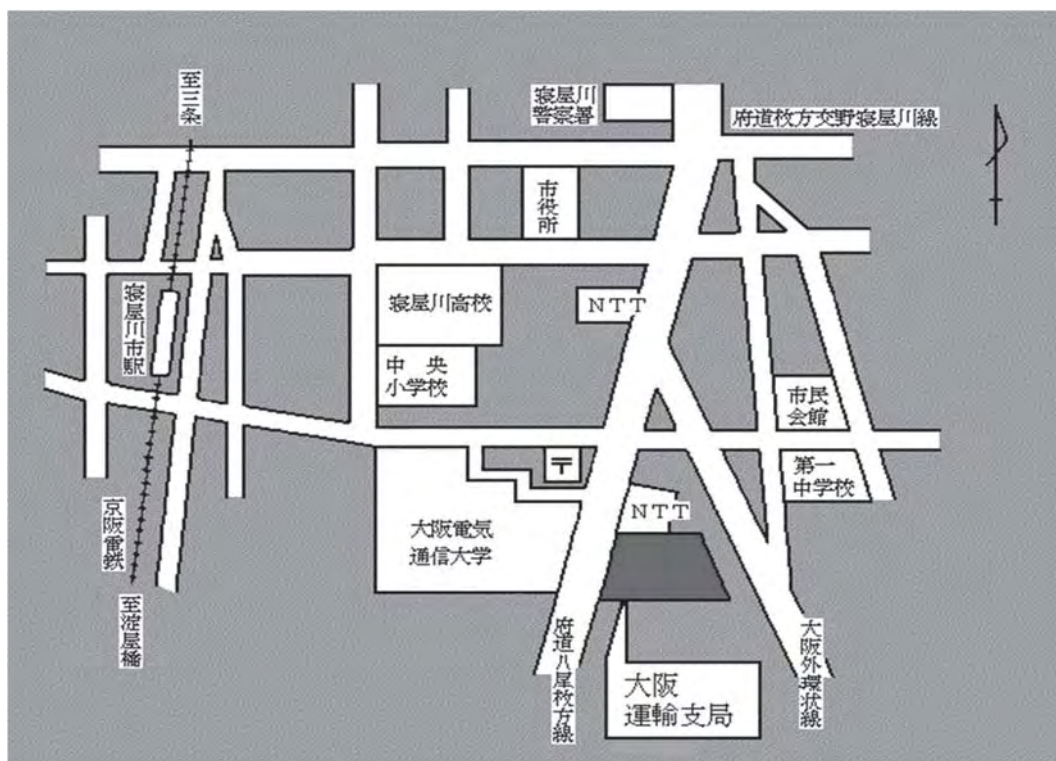 至三条
寝屋川
警察署
府道枚方交野寝屋川線
市役所
寝屋川高校
NTT
寝屋川市駅
中央
小学校
市民
会館
〒
第一
中学校
京阪電鉄
大阪電気
通信大学
NTT
至淀屋橋
府道八尾枚方線
大阪外環状線
大阪
運輸支局